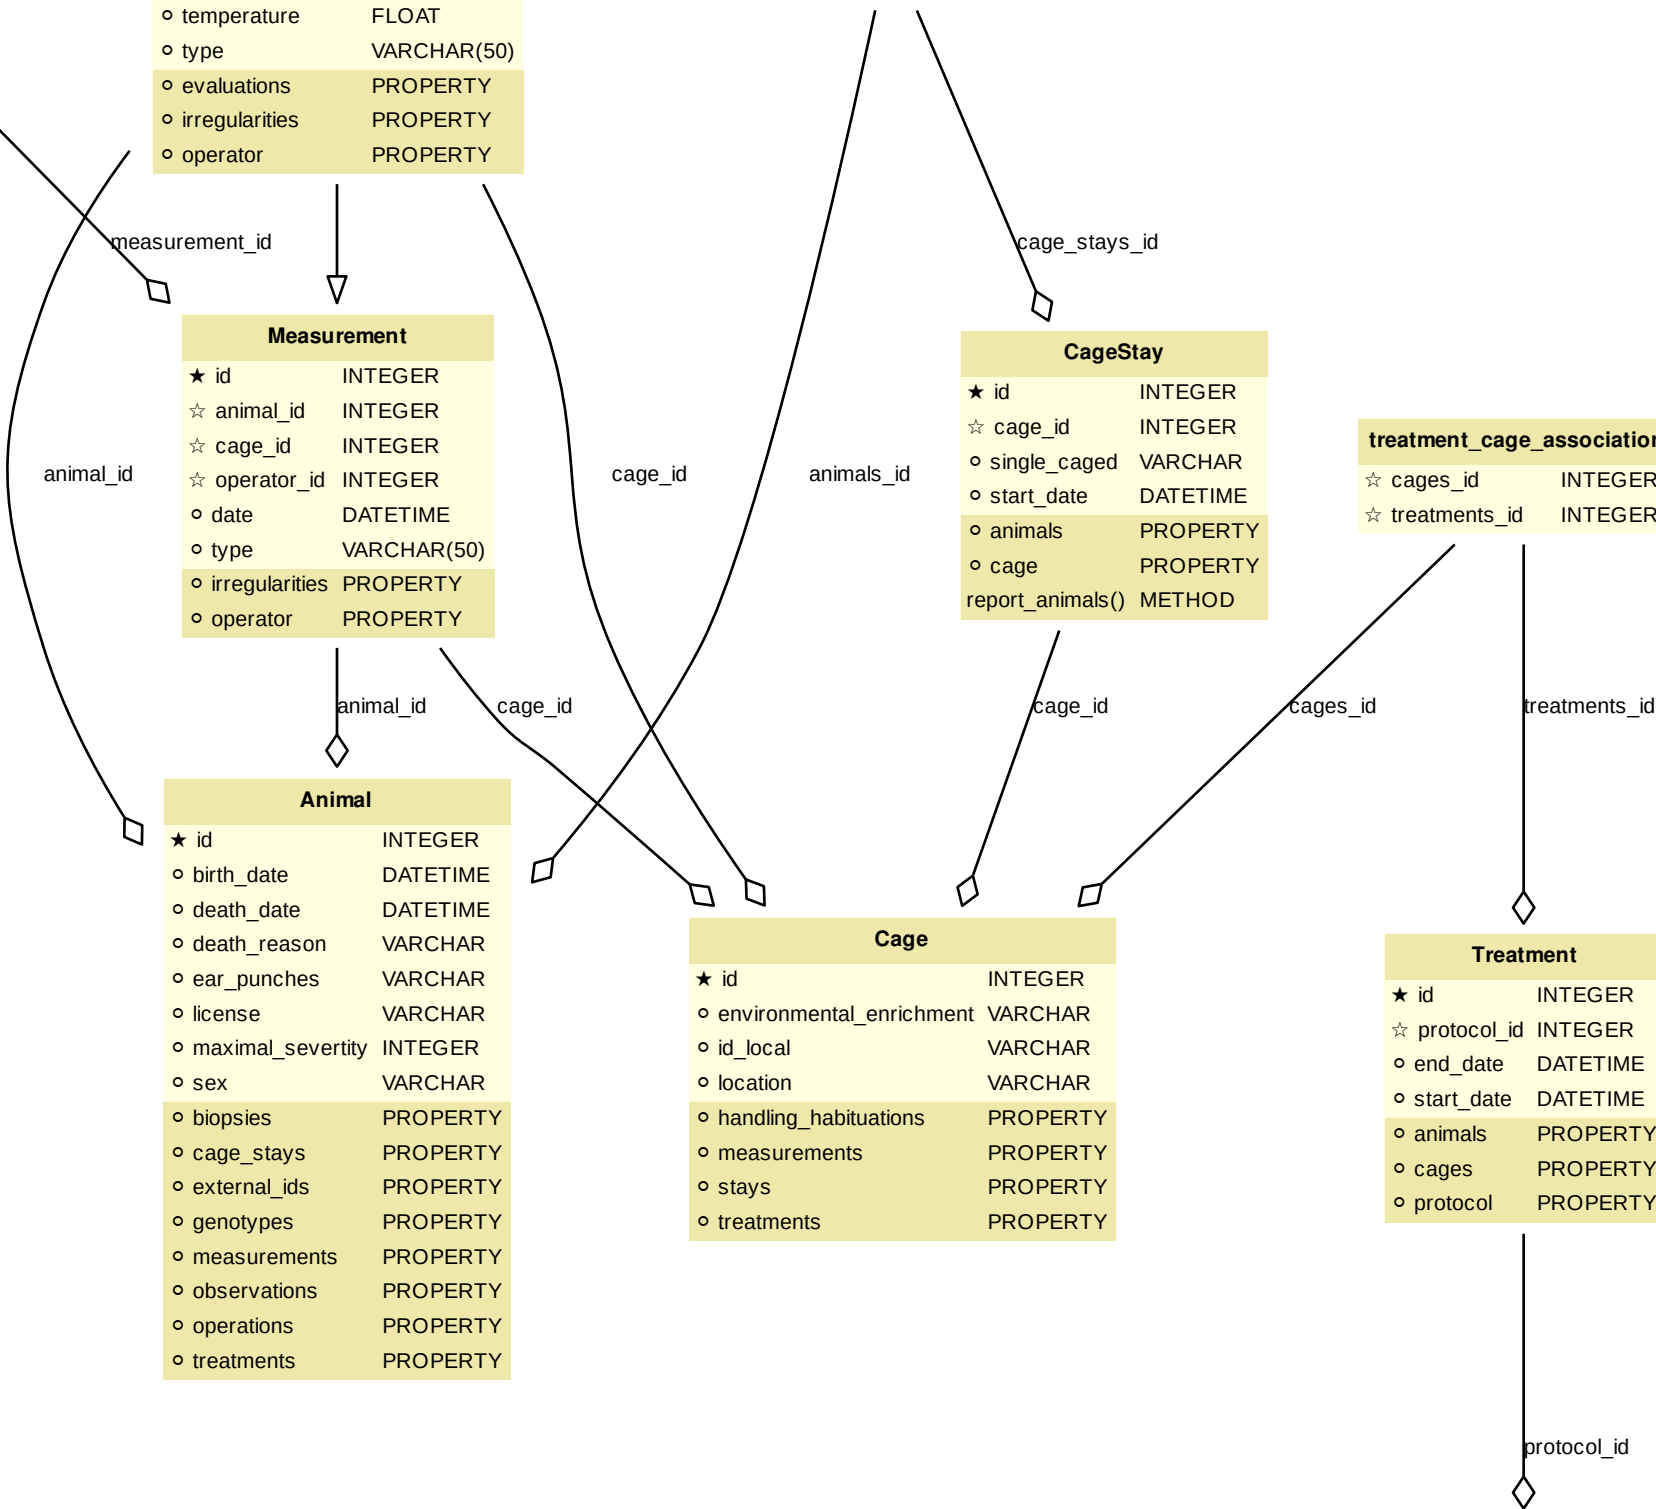 temperature FLOAT
type VARCHAR(50)
evaluations PROPERTY
irregularities PROPERTY
operator PROPERTY
measurement_id
cage_stays_id
animal_id
cage_id
animals_id
Measurement
★ id INTEGER
☆ animal_id INTEGER
☆ cage_id INTEGER
☆ operator_id INTEGER
date DATETIME
type VARCHAR(50)
irregularities PROPERTY
operator PROPERTY
CageStay
★ id INTEGER
☆ cage_id INTEGER
single_caged VARCHAR
start_date DATETIME
animals PROPERTY
cage PROPERTY
report_animals() METHOD
treatment_cage_association
☆ cages_id INTEGER
☆ treatments_id INTEGER
animal_id
cage_id
cage_id
cages_id
treatments_id
Animal
★ id INTEGER
birth_date DATETIME
death_date DATETIME
death_reason VARCHAR
ear_punches VARCHAR
license VARCHAR
maximal_severtity INTEGER
sex VARCHAR
biopsies PROPERTY
cage_stays PROPERTY
external_ids PROPERTY
genotypes PROPERTY
measurements PROPERTY
observations PROPERTY
operations PROPERTY
treatments PROPERTY
Cage
★ id INTEGER
environmental_enrichment VARCHAR
id_local VARCHAR
location VARCHAR
handling_habituations PROPERTY
measurements PROPERTY
stays PROPERTY
treatments PROPERTY
Treatment
★ id INTEGER
☆ protocol_id INTEGER
end_date DATETIME
start_date DATETIME
animals PROPERTY
cages PROPERTY
protocol PROPERTY
protocol_id